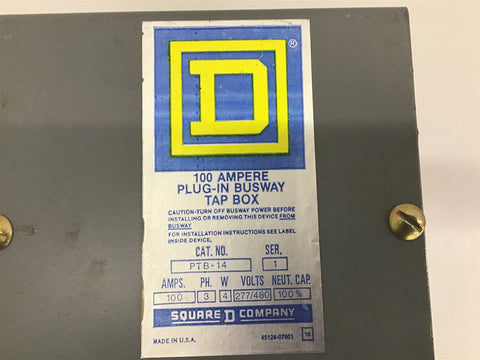 D
®
100 AMPERE
PLUG-IN BUSWAY
TAP BOX
CAUTION-TURN OFF BUSWAY POWER BEFORE
INSTALLING OR REMOVING THIS DEVICE FROM
BUSWAY
FOR INSTALLATION INSTRUCTIONS SEE LABEL
INSIDE DEVICE.
CAT. NO. SER.
PTB-14 1
AMPS. PH. W VOLTS NEUT. CAP.
100 3 4 277/480 100%
SQUARE D COMPANY
MADE IN U.S.A. 45128-07601